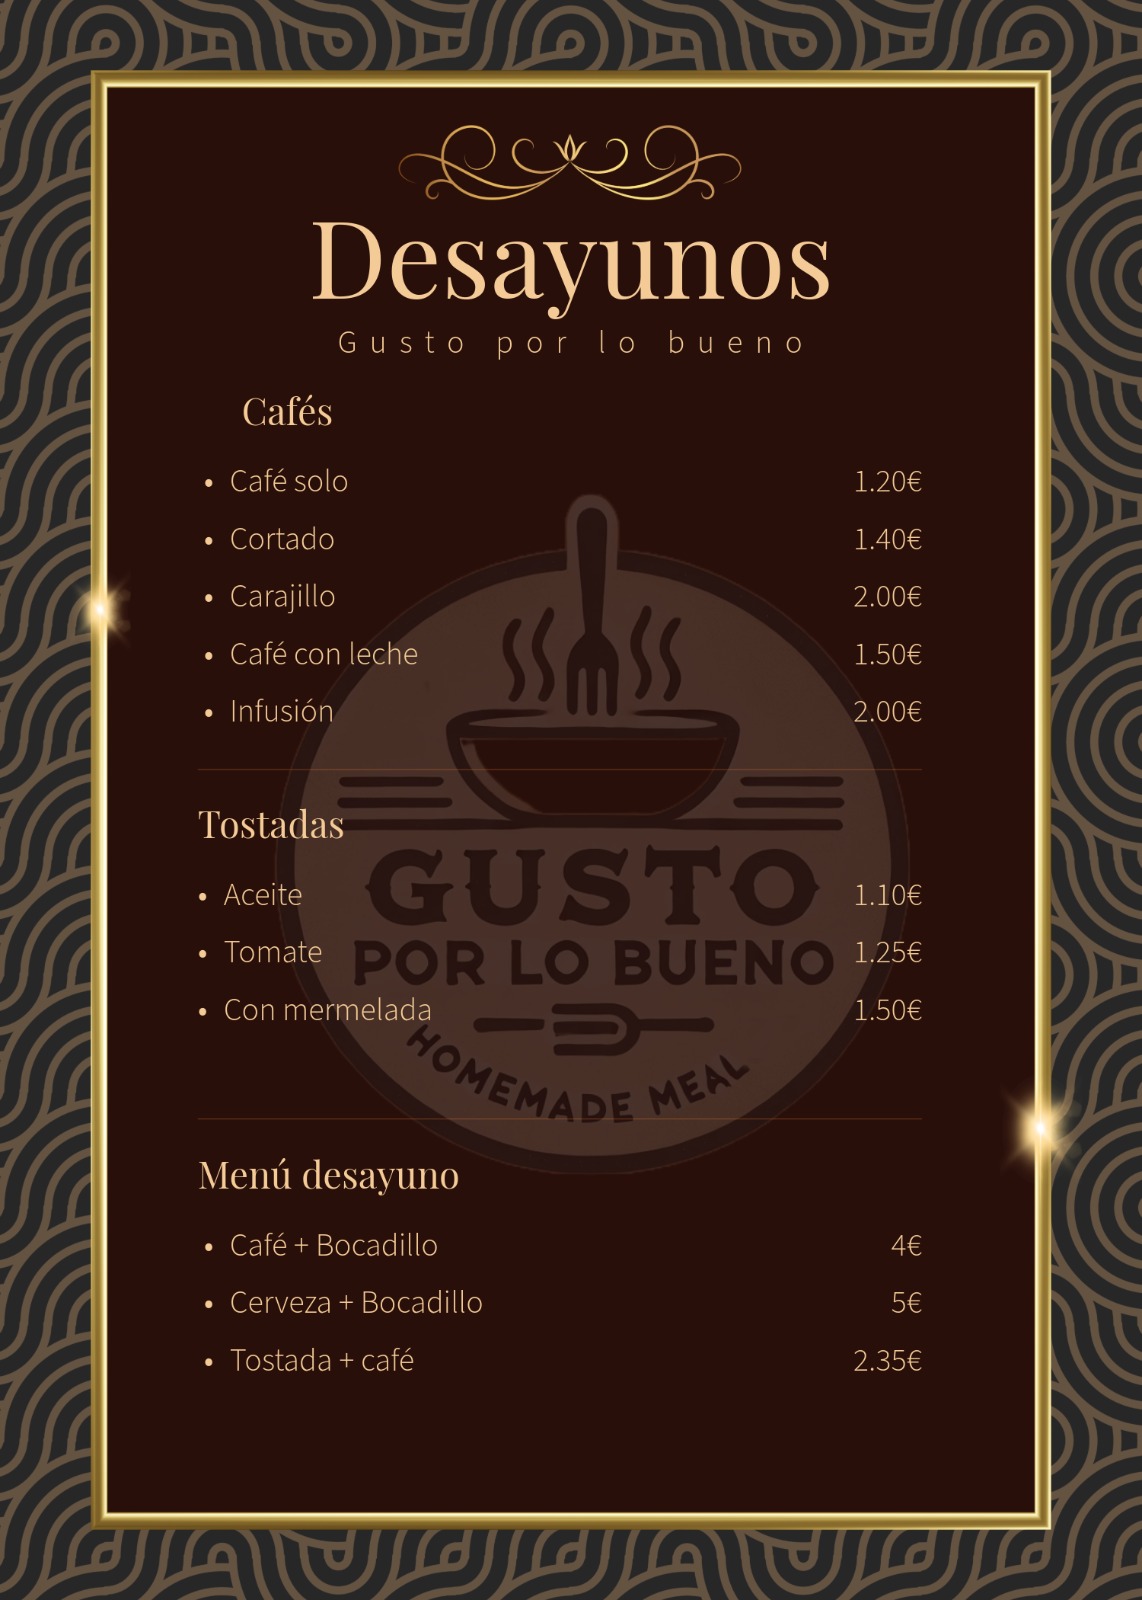 Desayunos
Gusto por lo bueno
Cafés
• Café solo 1.20€
• Cortado 1.40€
• Carajillo 2.00€
• Café con leche 1.50€
• Infusión 2.00€
Tostadas
• Aceite 1.10€
• Tomate 1.25€
• Con mermelada 1.50€
Menú desayuno
• Café + Bocadillo 4€
• Cerveza + Bocadillo 5€
• Tostada + café 2.35€
GUSTO
POR LO BUENO
HOMEMADE MEAL